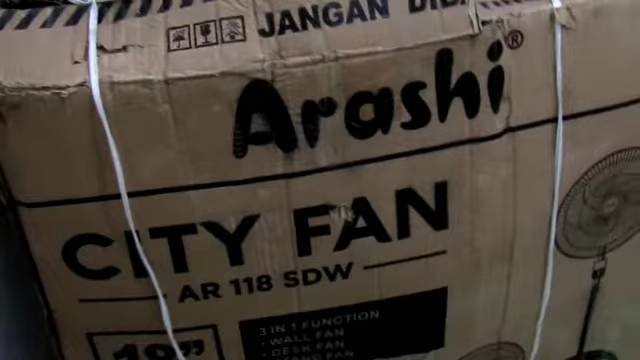 JANGAN
Arashi®
CITY FAN
AR 118 SDW
3 IN 1 FUNCTION
- WALL FAN
- DESK FAN